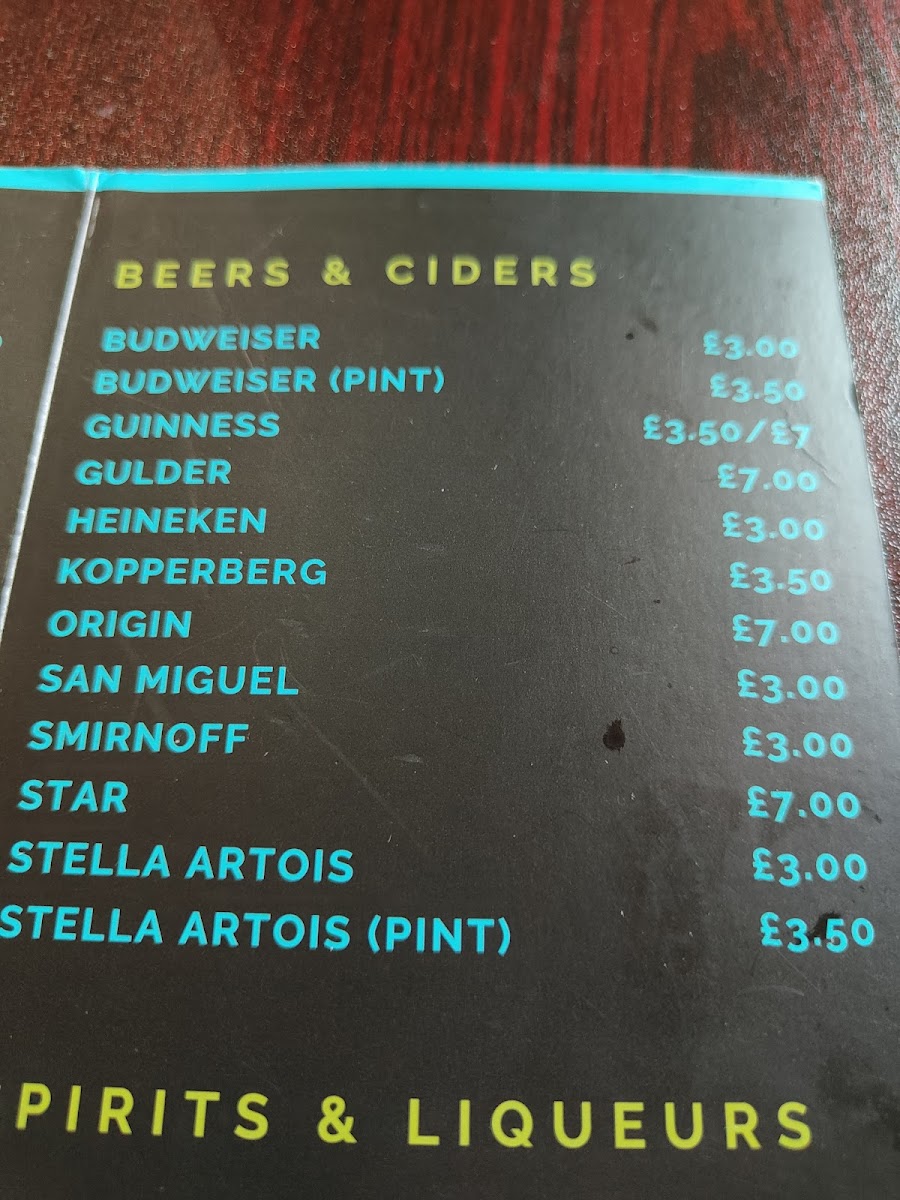 BEERS & CIDERS
BUDWEISER £3.00
BUDWEISER (PINT) £3.50
GUINNESS £3.50/£7
GULDER £7.00
HEINEKEN £3.00
KOPPERBERG £3.50
ORIGIN £7.00
SAN MIGUEL £3.00
SMIRNOFF £3.00
STAR £7.00
STELLA ARTOIS £3.00
STELLA ARTOIS (PINT) £3.50
PIRITS & LIQUEURS